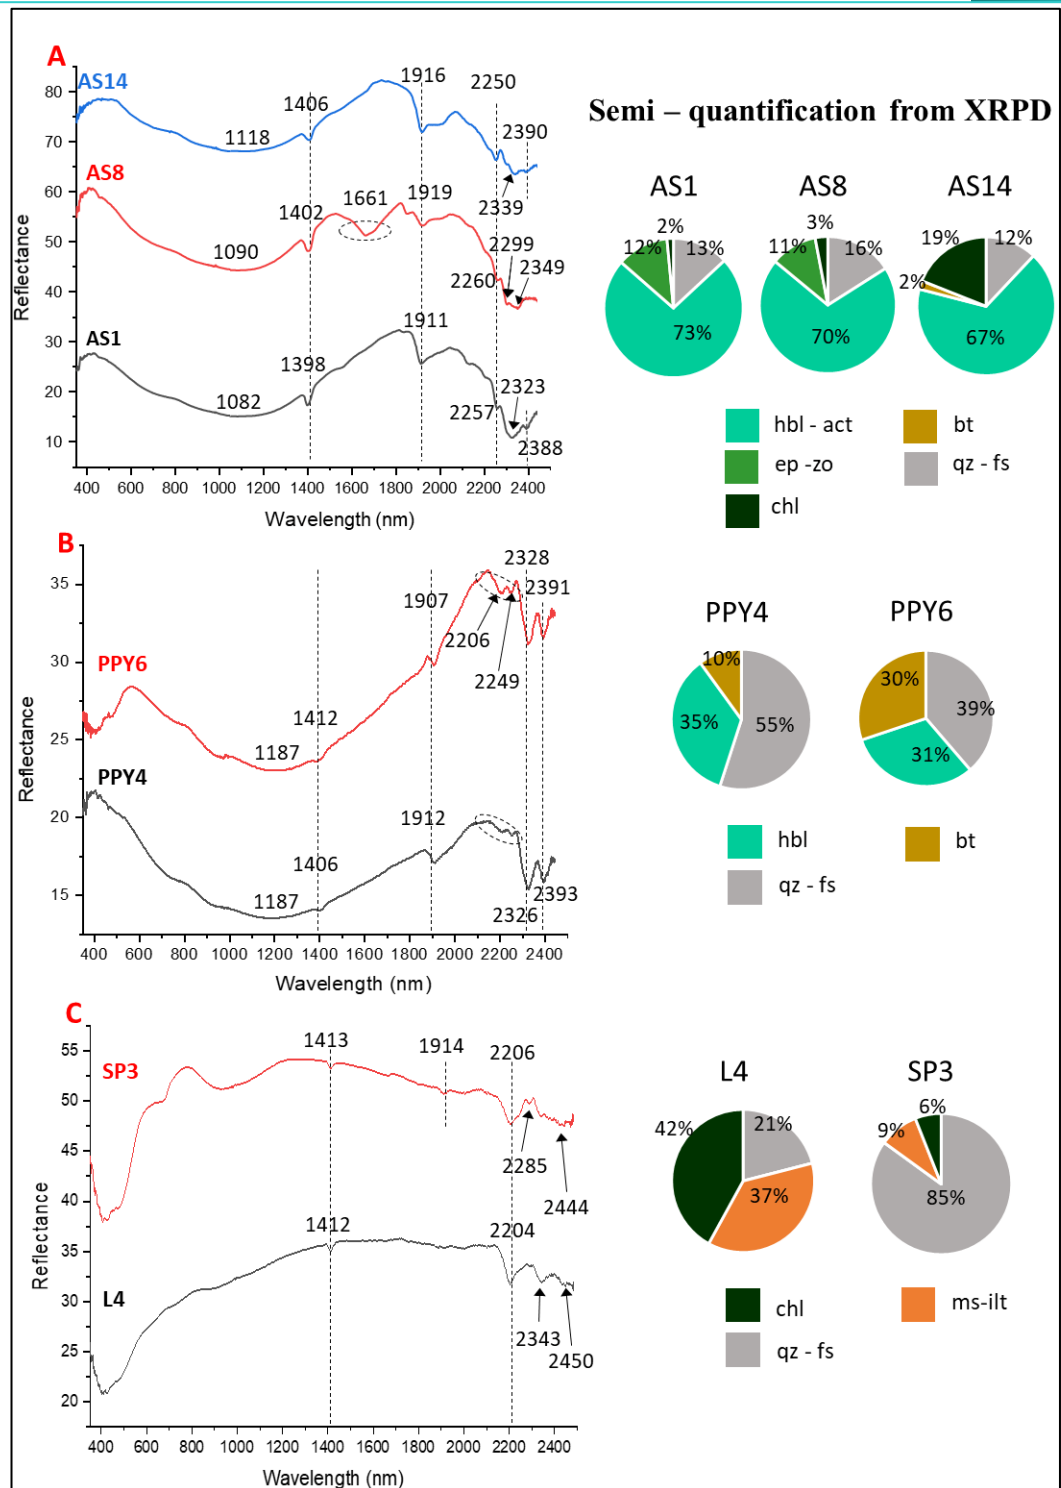 A
AS14
80
70
60
50
40
30
20
10
Reflectance
1118
1406
1916
2250
2390
2339
AS8
1090
1402
1661
1919
2260
2299
2349
AS1
1082
1398
1911
2257
2323
2388
400 600 800 1000 1200 1400 1600 1800 2000 2200 2400
Wavelength (nm)
Semi – quantification from XRPD
AS1 AS8 AS14
2%
12%
13%
73%
3%
11%
16%
70%
19%
12%
2%
67%
hbl - act
bt
ep -zo
qz - fs
chl
B
35
30
25
20
15
Reflectance
PPY6
1187
1412
1907
2206
2249
2328
2391
PPY4
1187
1406
1912
2326
2393
400 600 800 1000 1200 1400 1600 1800 2000 2200 2400
Wavelength (nm)
PPY4 PPY6
10%
35%
55%
30%
39%
31%
hbl
bt
qz - fs
C
55
50
45
40
35
30
25
20
Reflectance
SP3
1413
1914
2206
2285
2444
L4
1412
2204
2343
2450
400 600 800 1000 1200 1400 1600 1800 2000 2200 2400
Wavelength (nm)
L4 SP3
42%
21%
37%
6%
9%
85%
chl
ms-ilt
qz - fs